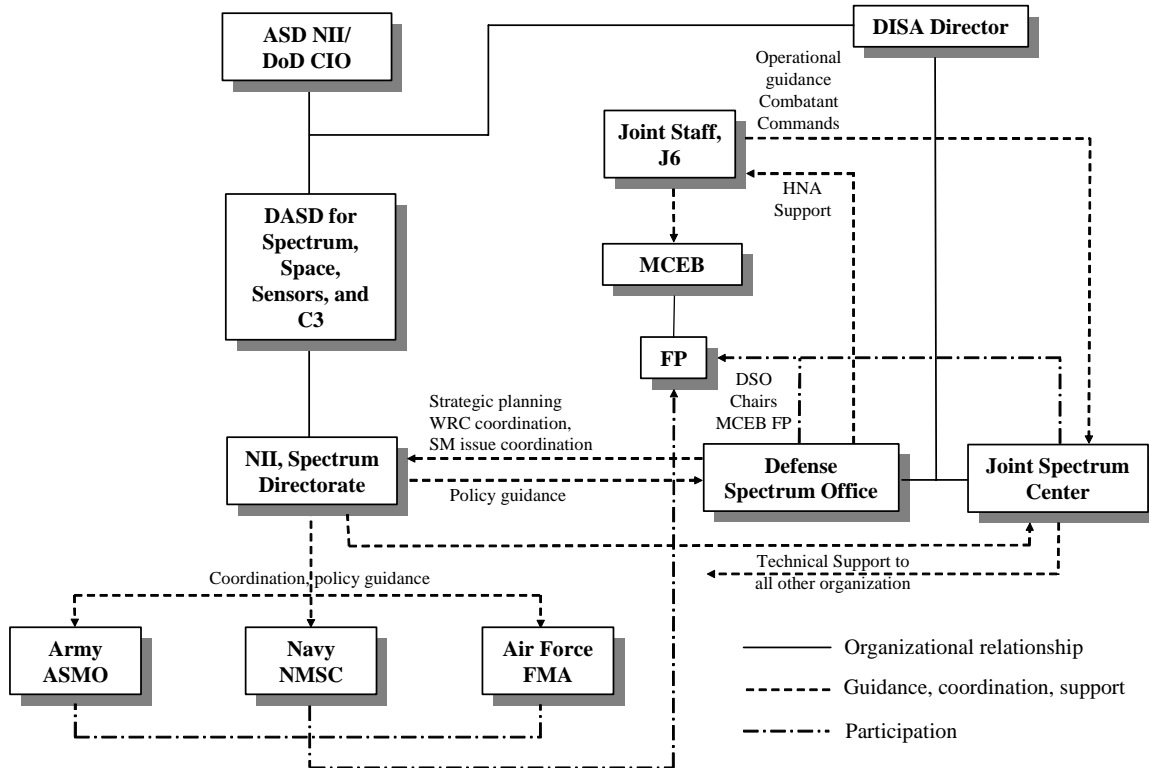 ASD NII/
DoD CIO
DISA Director
Operational
guidance
Combatant
Commands
Joint Staff,
J6
HNA
Support
DASD for
Spectrum,
Space,
Sensors, and
C3
MCEB
FP
DSO
Chairs
MCEB FP
Strategic planning
WRC coordination,
SM issue coordination
NII, Spectrum
Directorate
Policy guidance
Defense
Spectrum Office
Joint Spectrum
Center
Technical Support to
all other organization
Coordination, policy guidance
Army
ASMO
Navy
NMSC
Air Force
FMA
Organizational relationship
Guidance, coordination, support
Participation